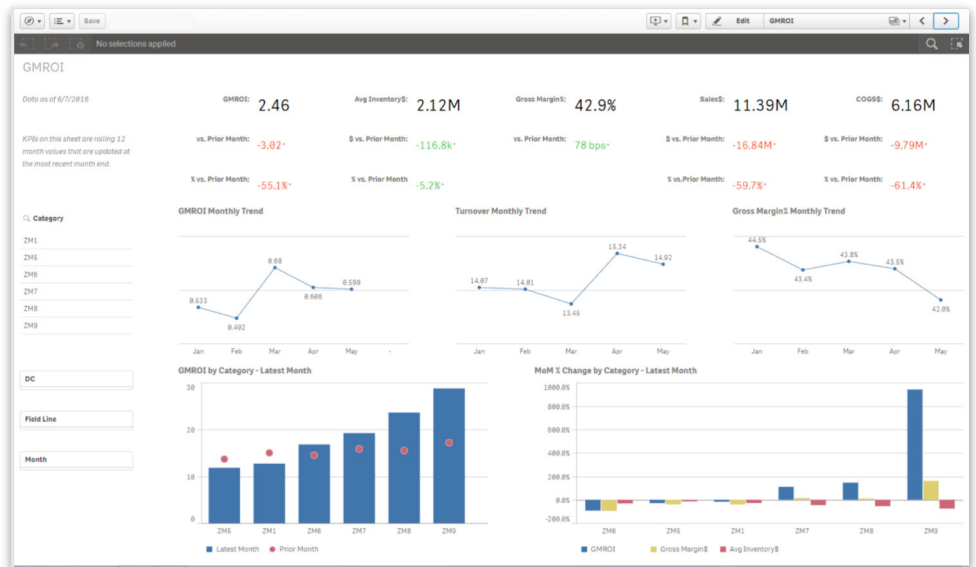 Save
Edit
GMROI
No selections applied
GMROI
Data as of 6/7/2016
KPIs on this sheet are rolling 12
month values that are updated at
the most recent month end.
GMROI: 2.46
vs. Prior Month: -3.02
% vs. Prior Month: -55.1%
Avg Inventory$: 2.12M
$ vs. Prior Month: -116.8k
% vs. Prior Month -5.2%
Gross Margin%: 42.9%
vs. Prior Month: 78 bps
Sales$: 11.39M
$ vs. Prior Month: -16.84M
% vs.Prior Month: -59.7%
COGS$: 6.16M
$ vs. Prior Month: -9.79M
% vs. Prior Month: -61.4%
Category
ZM1
ZM5
ZM6
ZM7
ZM8
ZM9
DC
Field Line
Month
GMROI Monthly Trend
0.533
0.492
0.68
0.606
0.599
Jan Feb Mar Apr May -
Turnover Monthly Trend
14.07
14.01
13.45
15.34
14.92
Jan Feb Mar Apr May
Gross Margin% Monthly Trend
44.5%
43.4%
43.8%
43.5%
42.0%
Jan Feb Mar Apr May
GMROI by Category - Latest Month
30
20
10
0
ZM5 ZM1 ZM6 ZM7 ZM8 ZM9
Latest Month Prior Month
MoM % Change by Category - Latest Month
1000.0%
800.0%
600.0%
400.0%
200.0%
0.0%
-200.0%
ZM6 ZM5 ZM1 ZM7 ZM8 ZM9
GMROI Gross Margin$ Avg Inventory$